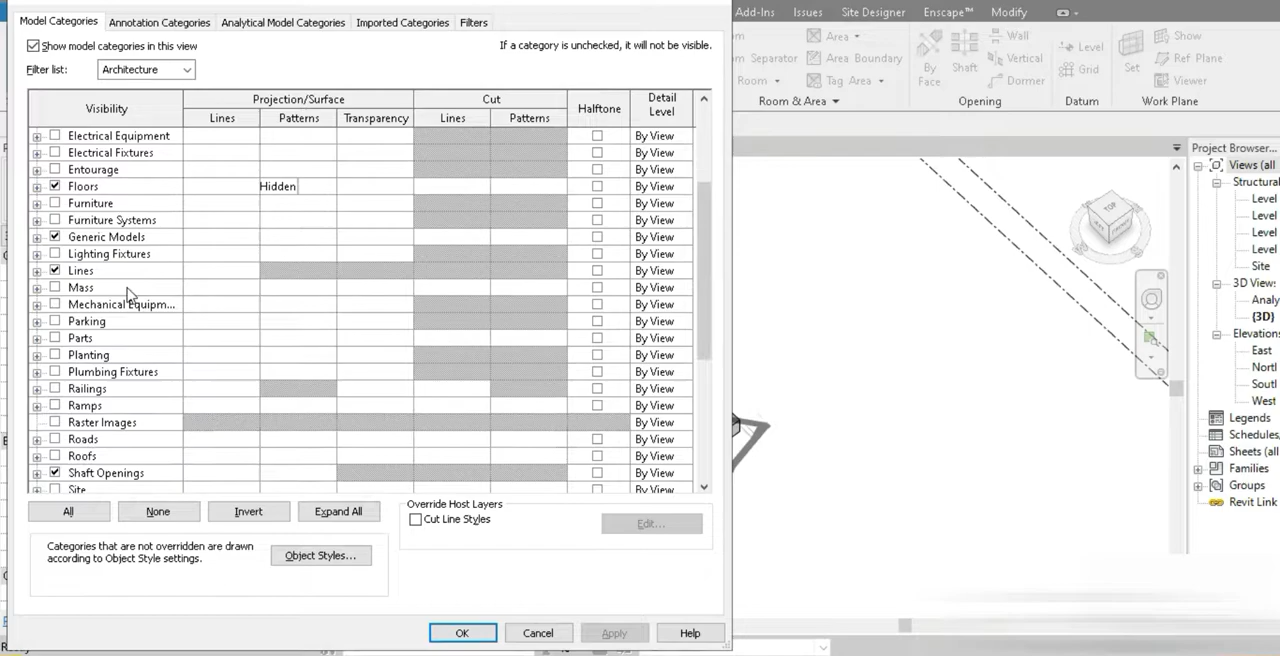 Model Categories Annotation Categories Analytical Model Categories Imported Categories Filters
Show model categories in this view
If a category is unchecked, it will not be visible.
Filter list: Architecture
Visibility Projection/Surface Cut Halftone Detail Level
Lines Patterns Transparency Lines Patterns
Electrical Equipment By View
Electrical Fixtures By View
Entourage By View
Floors Hidden By View
Furniture By View
Furniture Systems By View
Generic Models By View
Lighting Fixtures By View
Lines By View
Mass By View
Mechanical Equipm... By View
Parking By View
Parts By View
Planting By View
Plumbing Fixtures By View
Railings By View
Ramps By View
Raster Images By View
Roads By View
Roofs By View
Shaft Openings By View
Site By View
All None Invert Expand All
Override Host Layers
Cut Line Styles Edit...
Categories that are not overridden are drawn
according to Object Style settings.
Object Styles...
OK Cancel Apply Help
Add-Ins Issues Site Designer Enscape™ Modify
Area Wall Level Show
Separator Area Boundary Vertical Grid Ref Plane
Room Tag Area Dormer Viewer
By Face Shaft Set
Room & Area Opening Datum Work Plane
TOP
Project Browser...
Views (all
Structural
Level
Level
Level
Level
Site
3D View:
Analy
{3D}
Elevations
East
North
South
West
Legends
Schedules,
Sheets (all
Families
Groups
Revit Link